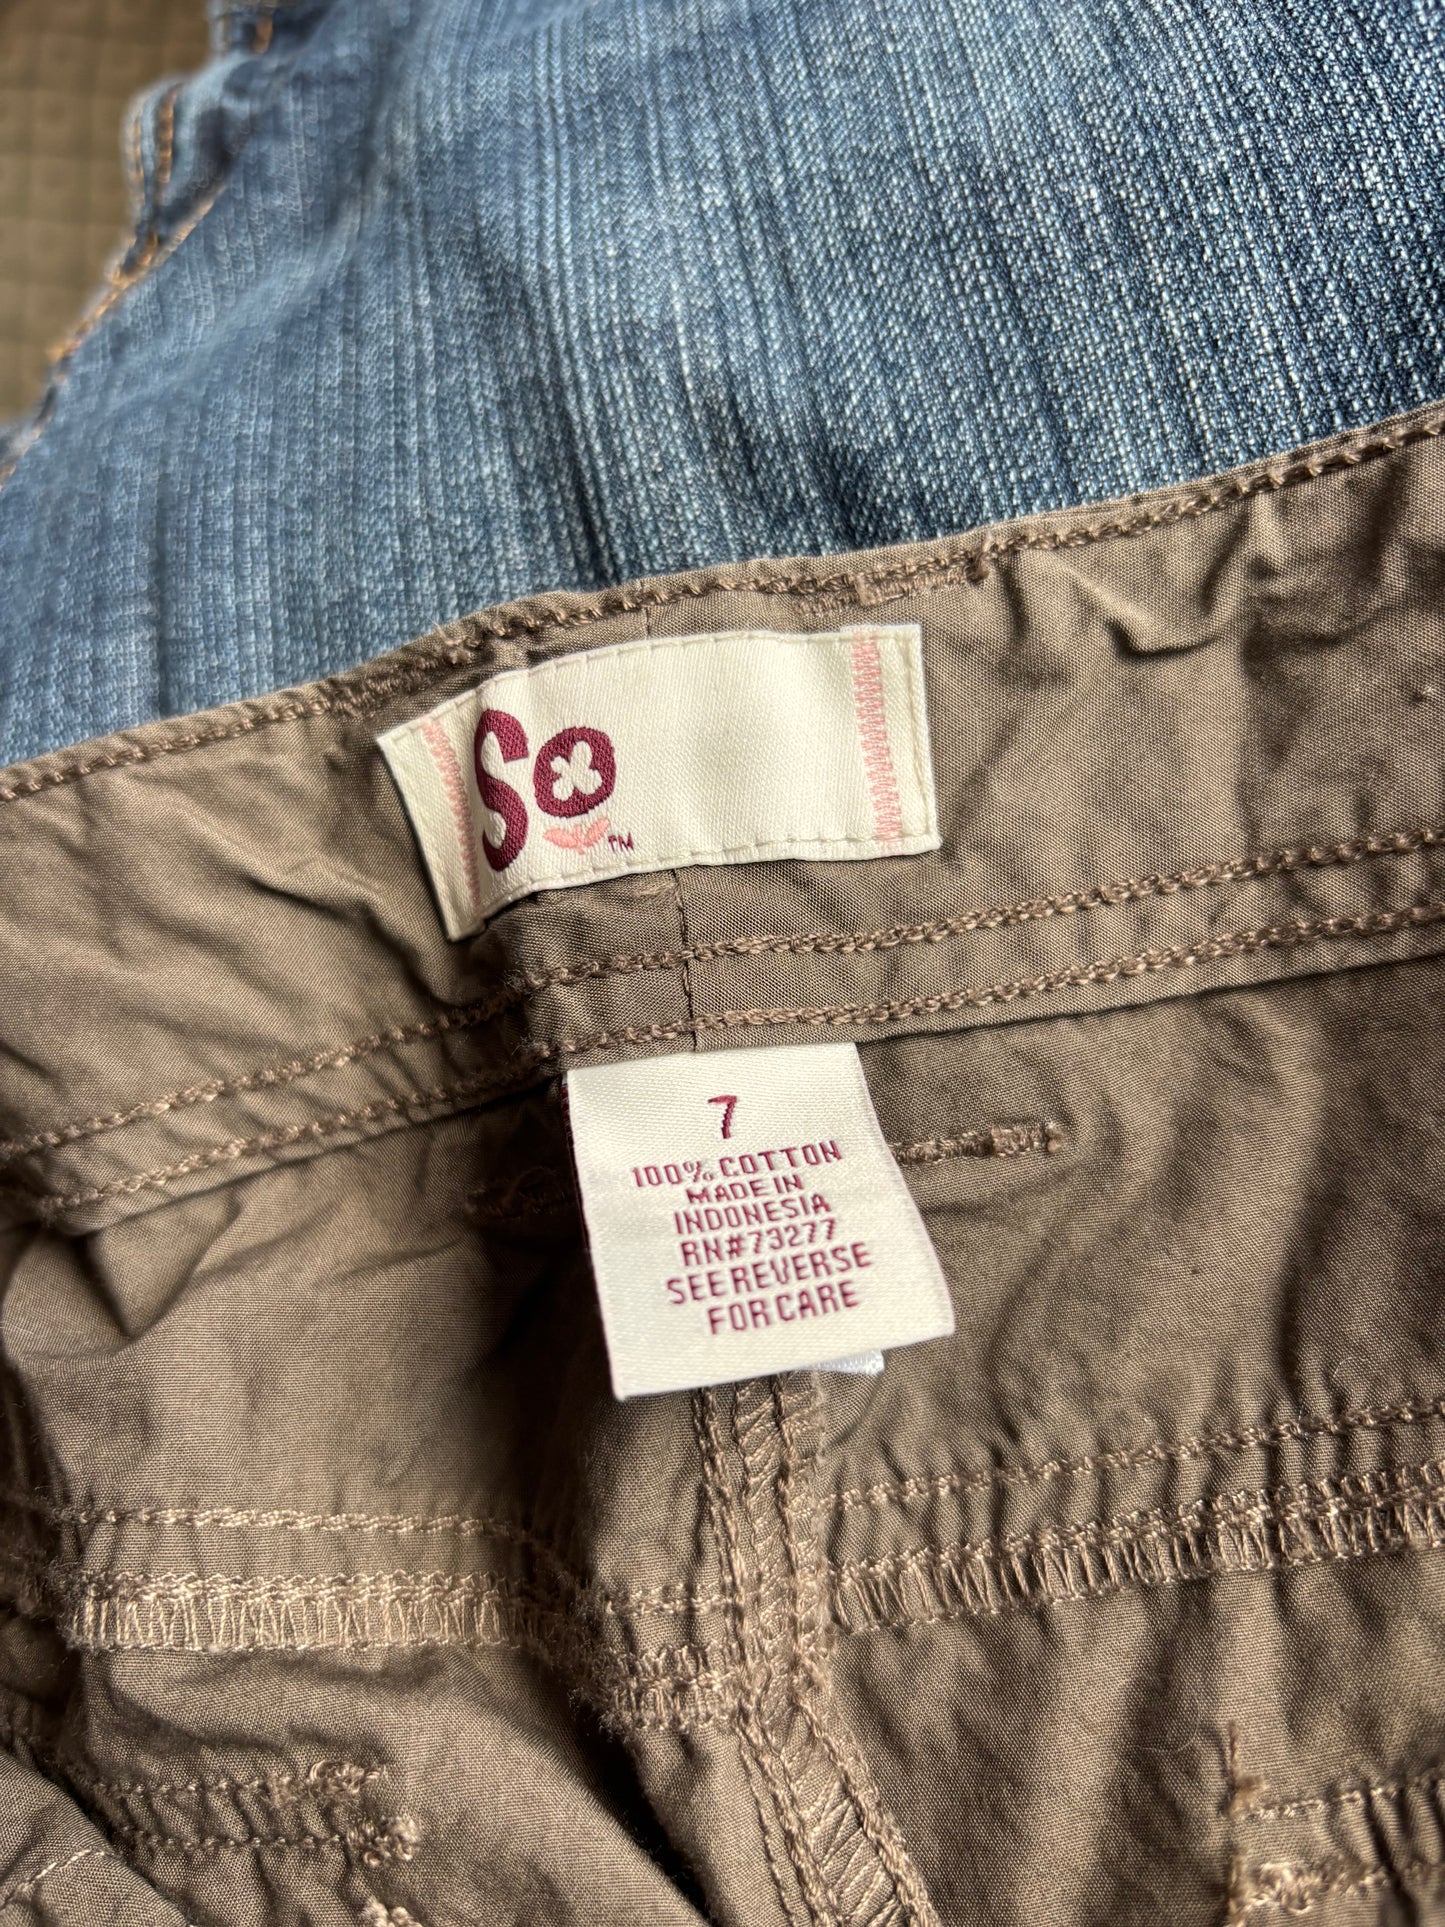 So
TM
7
100% COTTON
MADE IN
INDONESIA
RN#73277
SEE REVERSE
FOR CARE